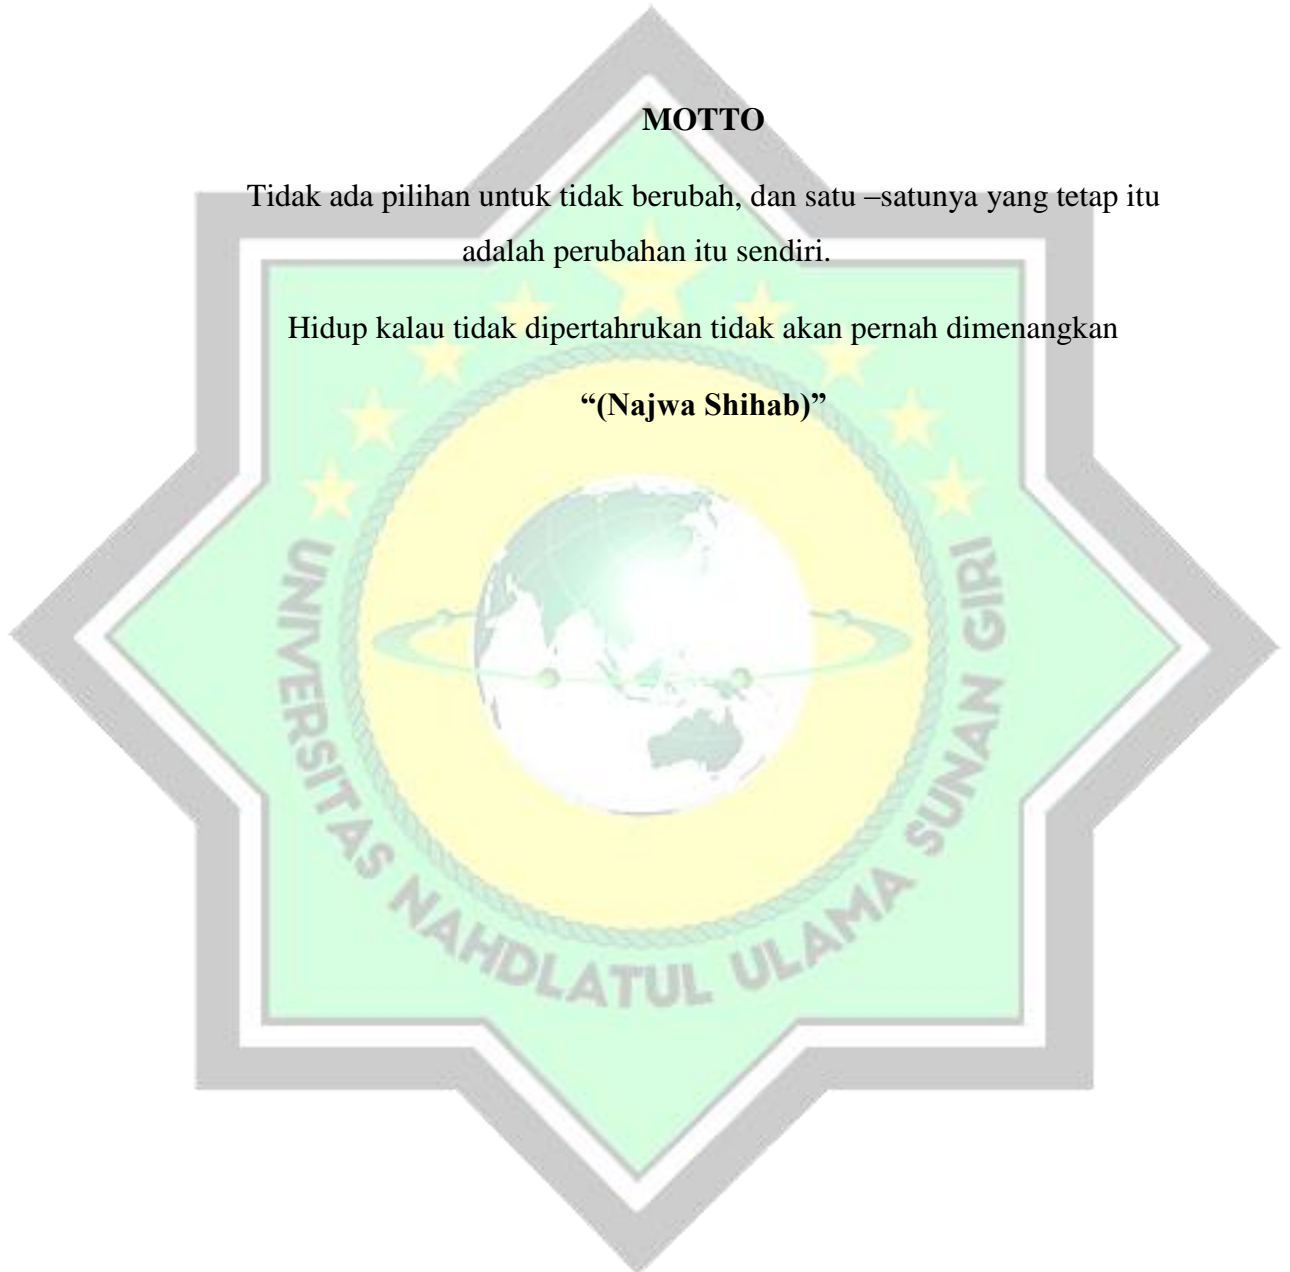 MOTTO
Tidak ada pilihan untuk tidak berubah, dan satu –satunya yang tetap itu
adalah perubahan itu sendiri.
Hidup kalau tidak dipertahrukan tidak akan pernah dimenangkan
“(Najwa Shihab)”
UNIVERSITAS NAHDLATUL ULAMA SUNAN GIRI